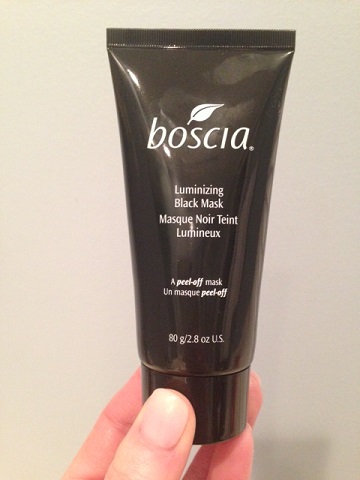 boscia®
Luminizing
Black Mask
Masque Noir Teint
Lumineux
A peel-off mask
Un masque peel-off
80 g/2.8 oz U.S.